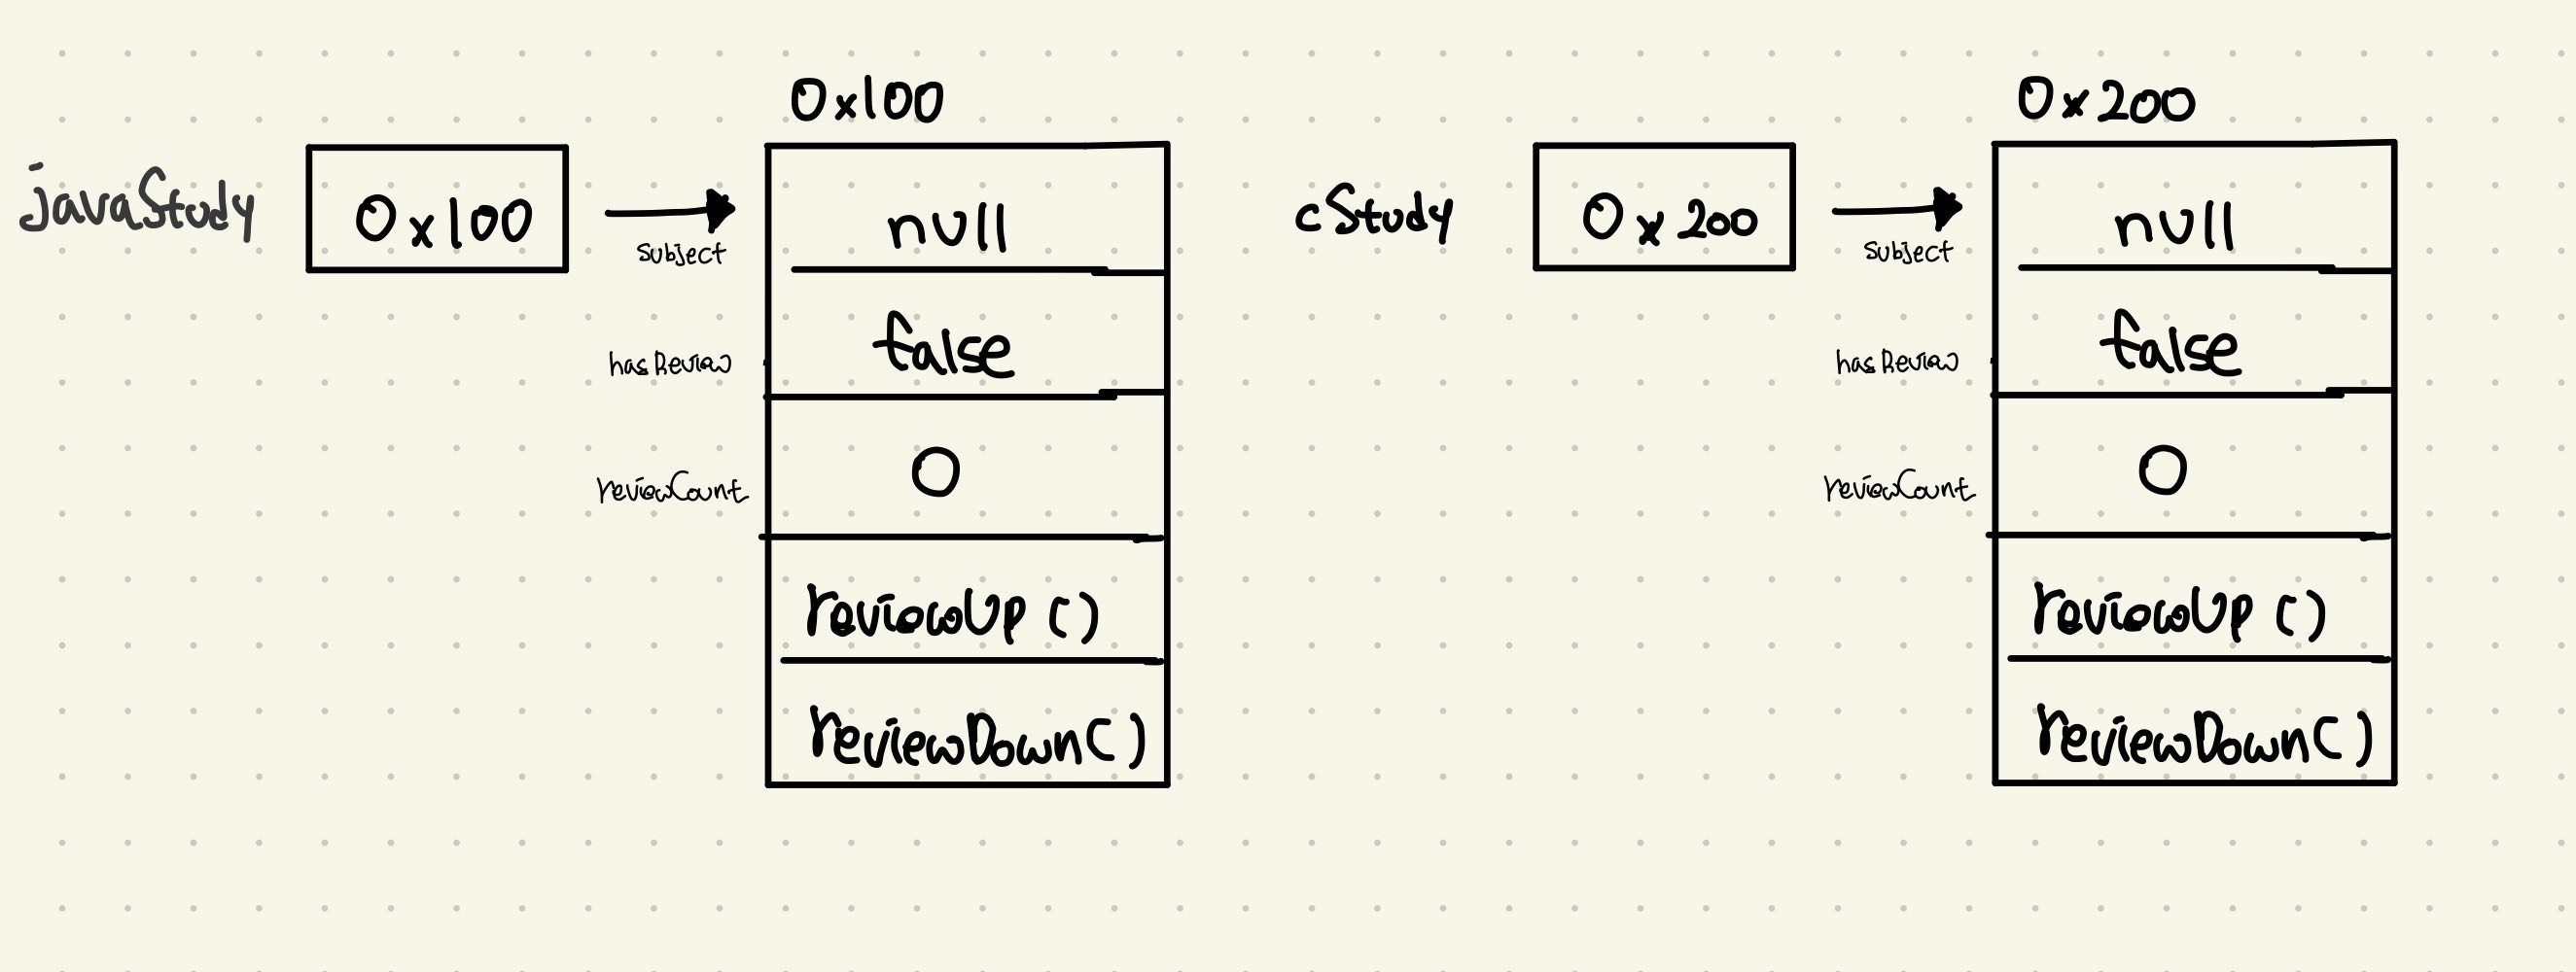 javaStudy
0x100
0x100
subject
null
hasReview
false
reviewCount
0
reviewUp ()
reviewDown()
cStudy
0x200
0x200
subject
null
hasReview
false
reviewCount
0
reviewUp ()
reviewDown()